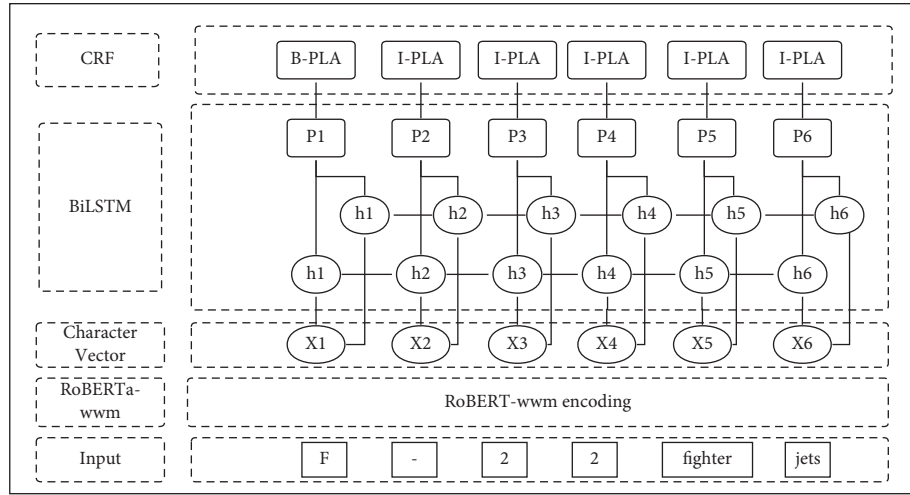 CRF
B-PLA I-PLA I-PLA I-PLA I-PLA I-PLA
P1 P2 P3 P4 P5 P6
BiLSTM
h1 h2 h3 h4 h5 h6
h1 h2 h3 h4 h5 h6
Character
Vector
X1 X2 X3 X4 X5 X6
RoBERTa-
wwm
RoBERT-wwm encoding
Input
F - 2 2 fighter jets